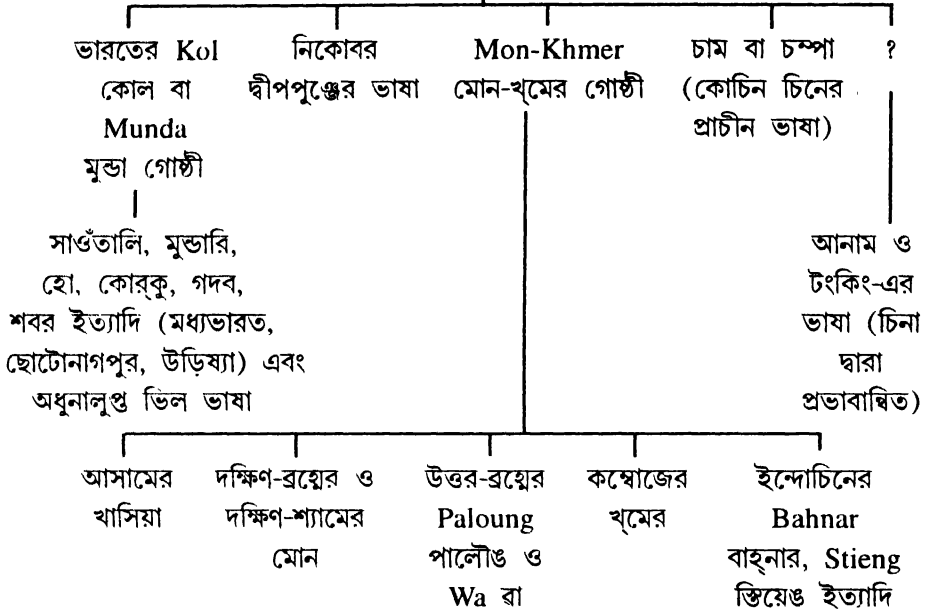 ভারতের Kol
কোল বা
Munda
মুন্ডা গোষ্ঠী
নিকোবর
দ্বীপপুঞ্জের ভাষা
Mon-Khmer
মোন-খ্‌মের গোষ্ঠী
চাম বা চম্পা
(কোচিন চিনের
প্রাচীন ভাষা)
?
সাওঁতালি, মুন্ডারি,
হো, কোর্‌কু, গদব,
শবর ইত্যাদি (মধ্যভারত,
ছোটোনাগপুর, উড়িষ্যা) এবং
অধুনালুপ্ত ভিল ভাষা
আনাম ও
টংকিং-এর
ভাষা (চিনা
দ্বারা
প্রভাবান্বিত)
আসামের
খাসিয়া
দক্ষিণ-ব্রহ্মের ও
দক্ষিণ-শ্যামের
মোন
উত্তর-ব্রহ্মের
Paloung
পালৌঙ ও
Wa ৱা
কম্বোজের
খ্‌মের
ইন্দোচিনের
Bahnar
বাহ্‌নার, Stieng
স্তিয়েঙ ইত্যাদি